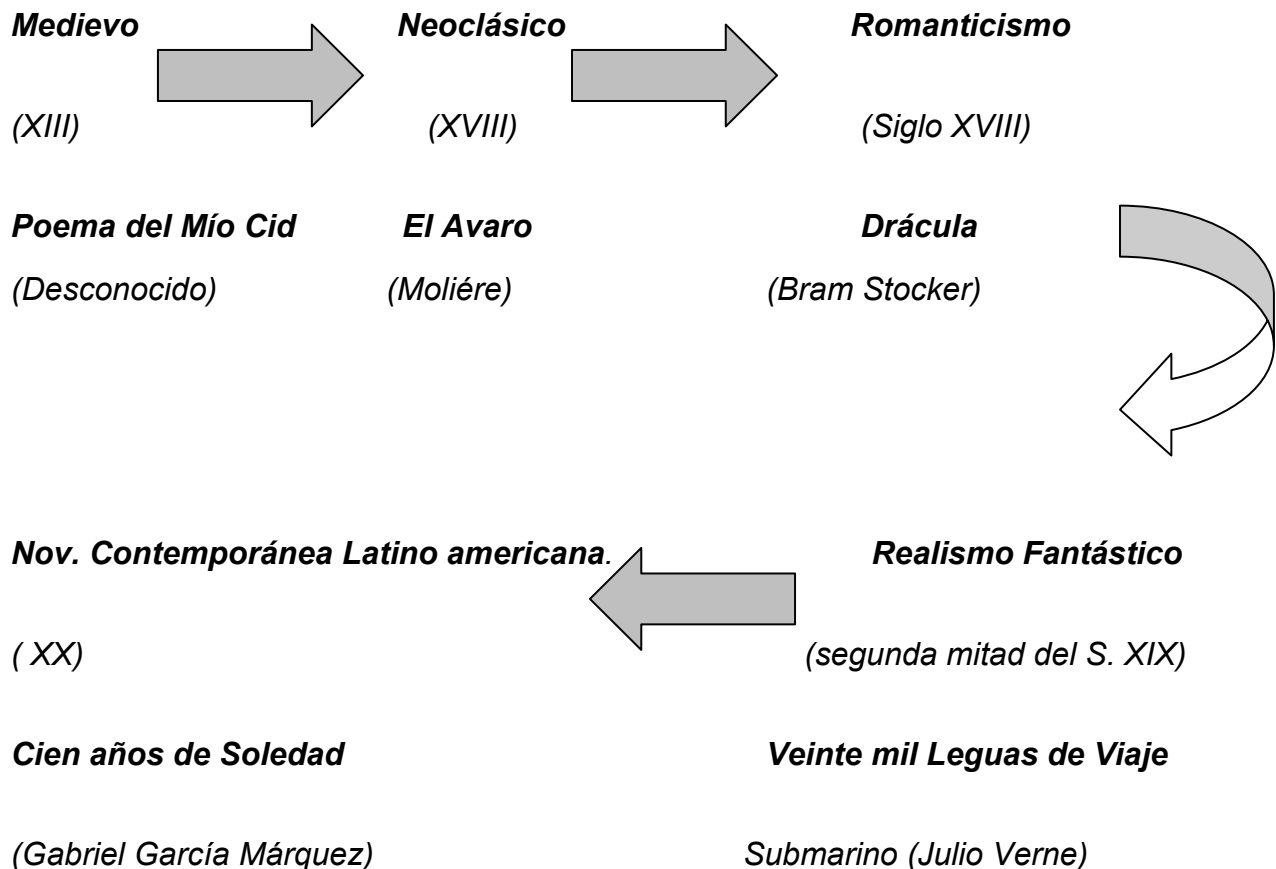 Medievo Neoclásico Romanticismo
(XIII) (XVIII) (Siglo XVIII)
Poema del Mío Cid El Avaro Drácula
(Desconocido) (Moliére) (Bram Stocker)
Nov. Contemporánea Latino americana. Realismo Fantástico
( XX) (segunda mitad del S. XIX)
Cien años de Soledad Veinte mil Leguas de Viaje
(Gabriel García Márquez) Submarino (Julio Verne)